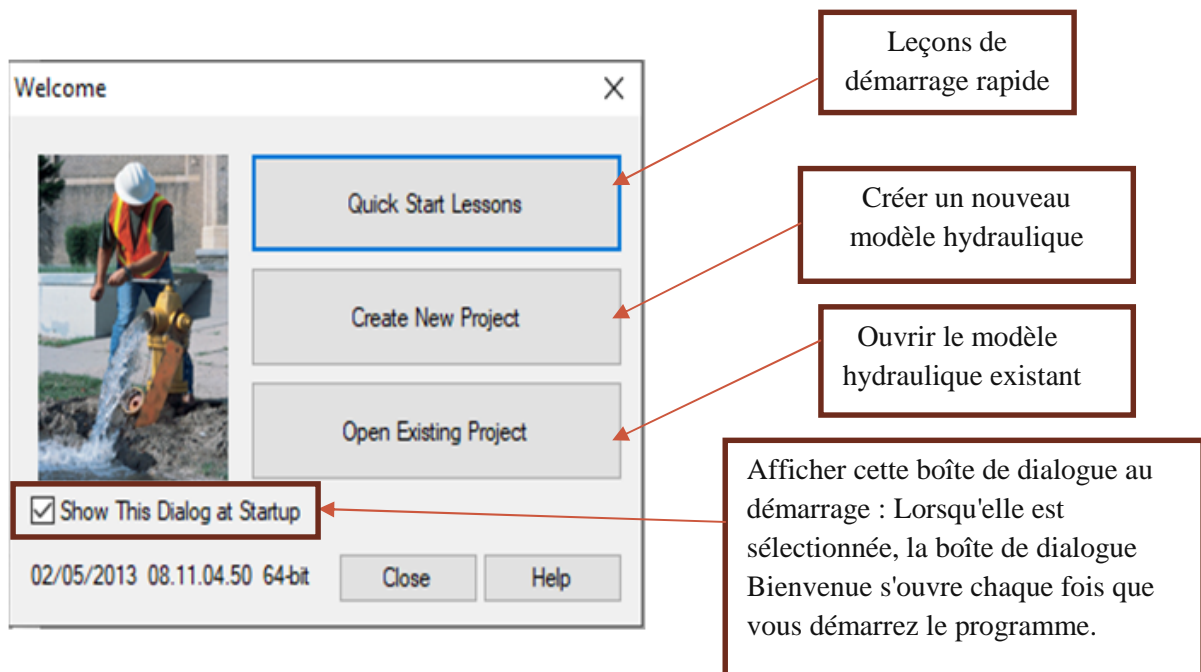 Welcome
Quick Start Lessons
Create New Project
Open Existing Project
Show This Dialog at Startup
02/05/2013 08.11.04.50 64-bit
Close
Help
Leçons de
démarrage rapide
Créer un nouveau
modèle hydraulique
Ouvrir le modèle
hydraulique existant
Afficher cette boîte de dialogue au
démarrage : Lorsqu'elle est
sélectionnée, la boîte de dialogue
Bienvenue s'ouvre chaque fois que
vous démarrez le programme.